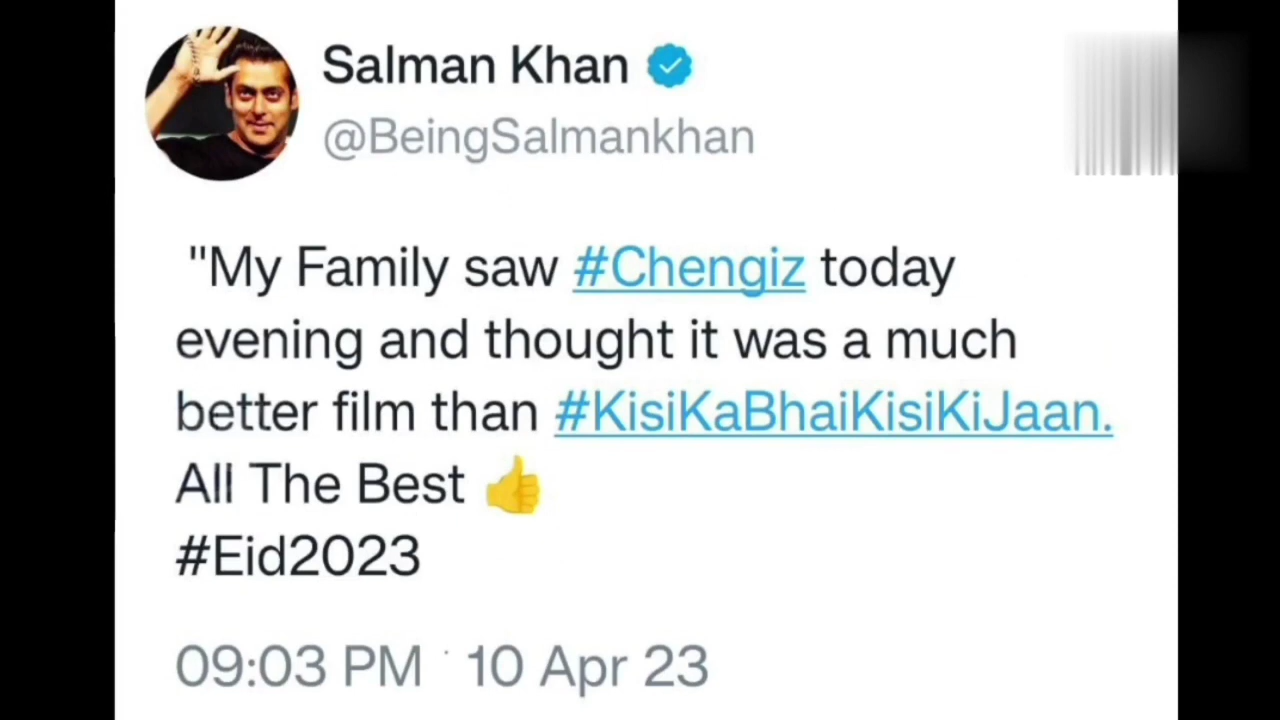 Salman Khan
@BeingSalmankhan
"My Family saw #Chengiz today
evening and thought it was a much
better film than #KisiKaBhaiKisiKiJaan.
All The Best 👍
#Eid2023
09:03 PM · 10 Apr 23